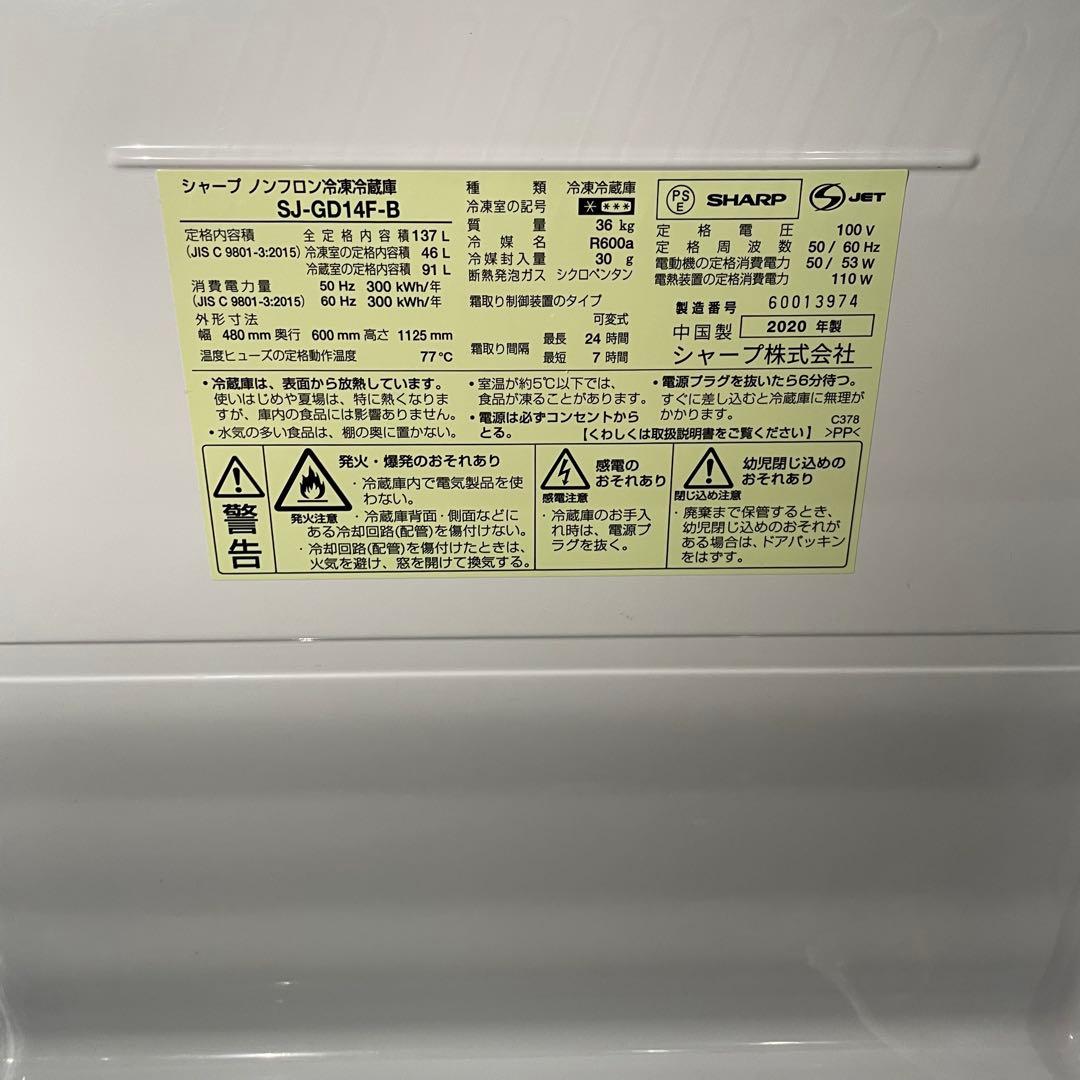 シャープ ノンフロン冷凍冷蔵庫
SJ-GD14F-B
定格内容積 全定格内容積 137 L
(JIS C 9801-3:2015) 冷凍室の定格内容積 46 L
冷蔵室の定格内容積 91 L
消費電力量 50 Hz 300 kWh/年
(JIS C 9801-3:2015) 60 Hz 300 kWh/年
外形寸法
幅 480 mm 奥行 600 mm 高さ 1125 mm
温度ヒューズの定格動作温度 77℃
種類 冷凍冷蔵庫
冷凍室の記号 * ***
質量 36 kg
冷媒名 R600a
冷媒封入量 30 g
断熱発泡ガス シクロペンタン
霜取り制御装置のタイプ
可変式
霜取り間隔 最長 24 時間
最短 7 時間
PSE SHARP S JET
定格電圧 100 V
定格周波数 50 / 60 Hz
電動機の定格消費電力 50 / 53 W
電熱装置の定格消費電力 110 W
製造番号 60013974
中国製 2020 年製
シャープ株式会社
・冷蔵庫は、表面から放熱しています。
使いはじめや夏場は、特に熱くなりま
すが、庫内の食品には影響ありません。
・水気の多い食品は、棚の奥に置かない。
・室温が約5℃以下では、
食品が凍ることがあります。
・電源は必ずコンセントから
とる。
・電源プラグを抜いたら6分待つ。
すぐに差し込むと冷蔵庫に無理が
かかります。
C378
【くわしくは取扱説明書をご覧ください】 >PP<
警告
発火・爆発のおそれあり
発火注意
・冷蔵庫内で電気製品を使
わない。
・冷蔵庫背面・側面などに
ある冷却回路(配管)を傷付けない。
・冷却回路(配管)を傷付けたときは、
火気を避け、窓を開けて換気する。
感電の
おそれあり
感電注意
・冷蔵庫のお手入
れ時は、電源プ
ラグを抜く。
幼児閉じ込めの
おそれあり
閉じ込め注意
・廃棄まで保管するとき、
幼児閉じ込めのおそれが
ある場合は、ドアパッキン
をはずす。